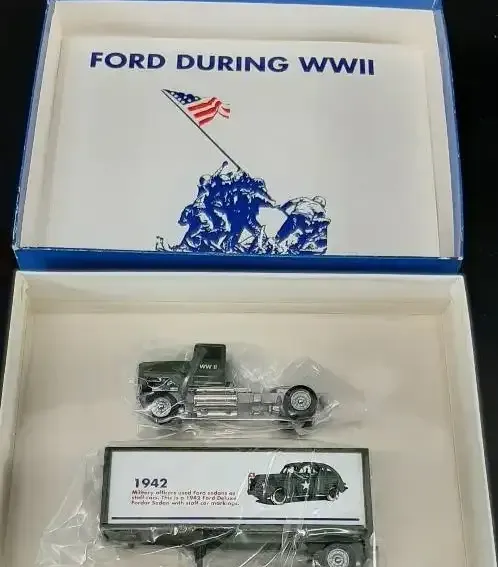 FORD DURING WWII
WW II
1942
Military officers used Ford sedans as
staff cars. This is a 1942 Ford Deluxe
Fordor Sedan with staff car markings.